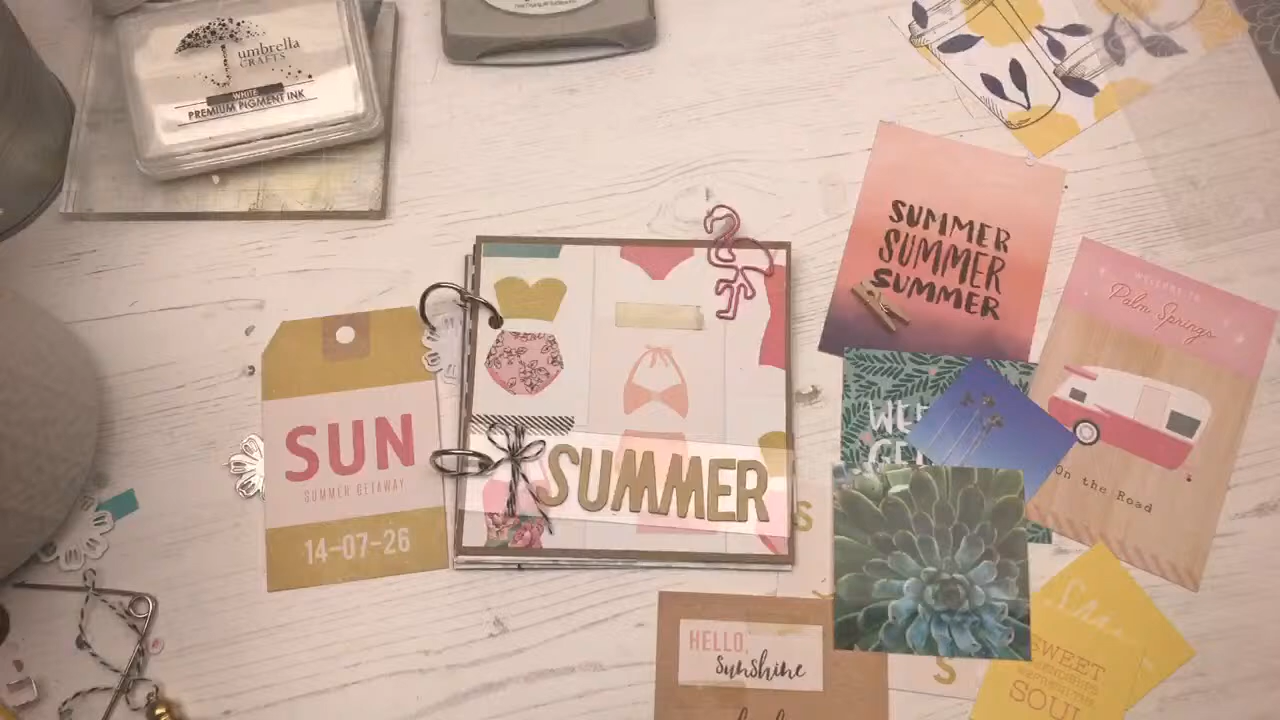 umbrella
CRAFTS
WHITE
PREMIUM PIGMENT INK
SUMMER
SUMMER
SUMMER
WELCOME TO
Palm Springs
On the Road
SUN
SUMMER GETAWAY
14-07-26
SUMMER
S
HELLO,
sunshine
S
SWEET
SOUL